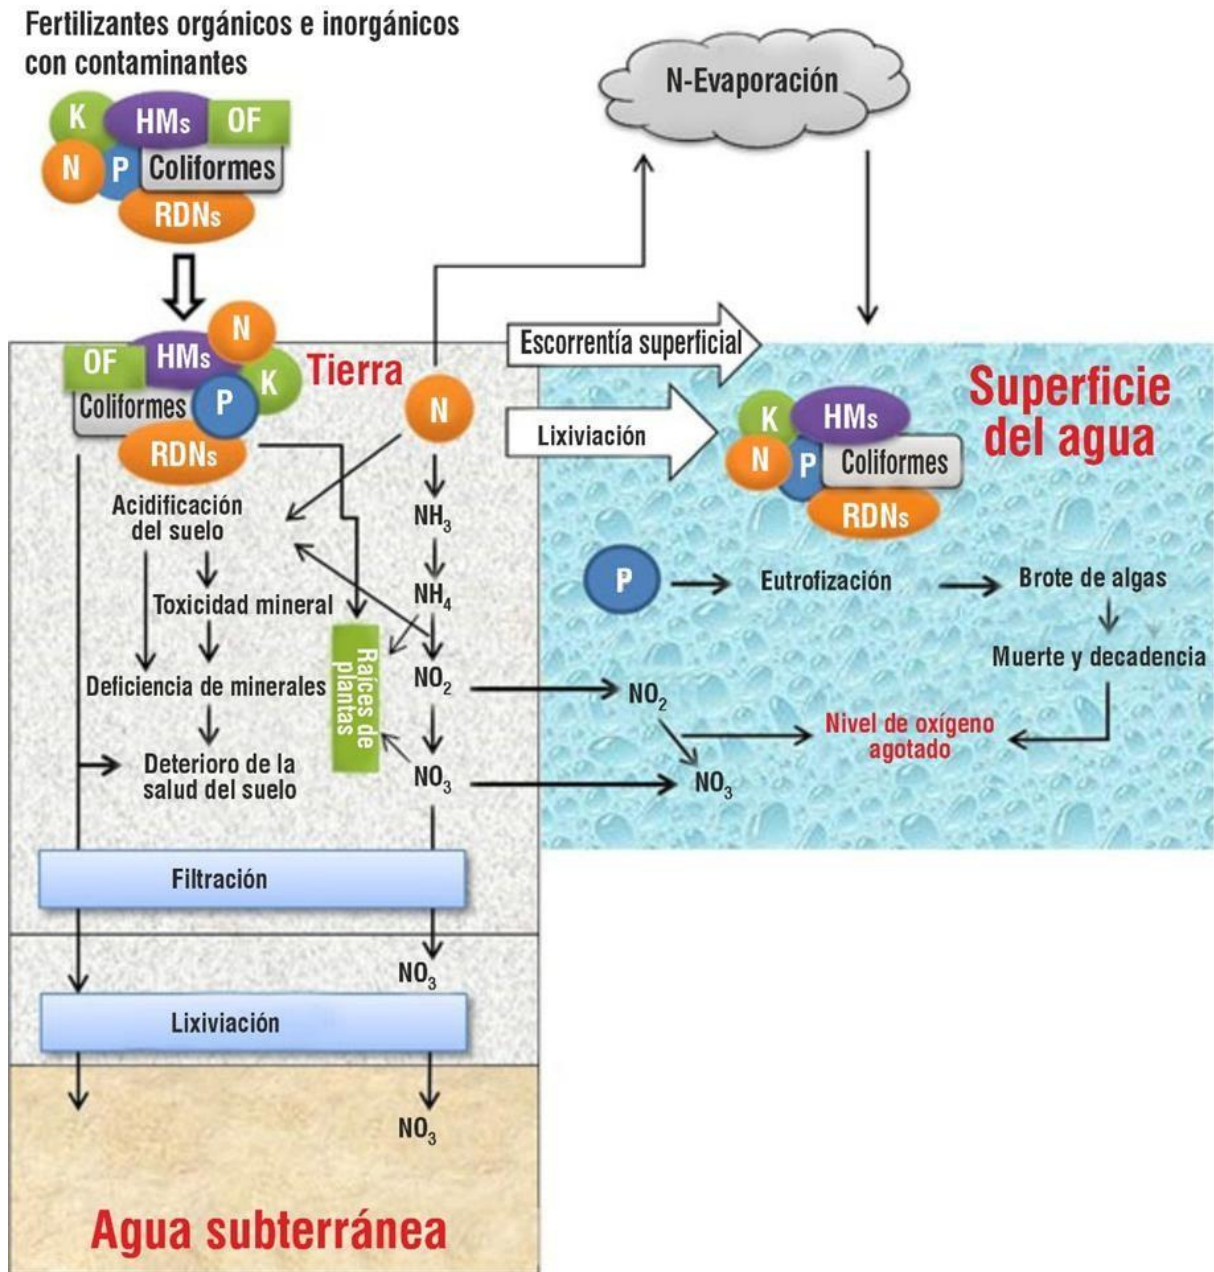 Fertilizantes orgánicos e inorgánicos
con contaminantes
K
HMs
OF
N
P
Coliformes
RDNs
N-Evaporación
N
OF
HMs
K
Tierra
Coliformes
P
RDNs
N
Escorrentía superficial
Lixiviación
Superficie
del agua
K
HMs
N
P
Coliformes
RDNs
Acidificación
del suelo
Toxicidad mineral
Deficiencia de minerales
Deterioro de la
salud del suelo
Raíces de
plantas
NH₃
NH₄
NO₂
NO₃
P
Eutrofización
Brote de algas
Muerte y decadencia
NO₂
Nivel de oxígeno
agotado
NO₃
Filtración
NO₃
Lixiviación
NO₃
Agua subterránea